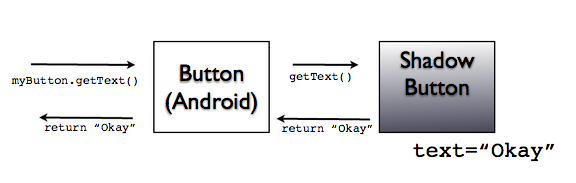 myButton.getText()
return “Okay”
Button
(Android)
getText()
return “Okay”
Shadow
Button
text=“Okay”